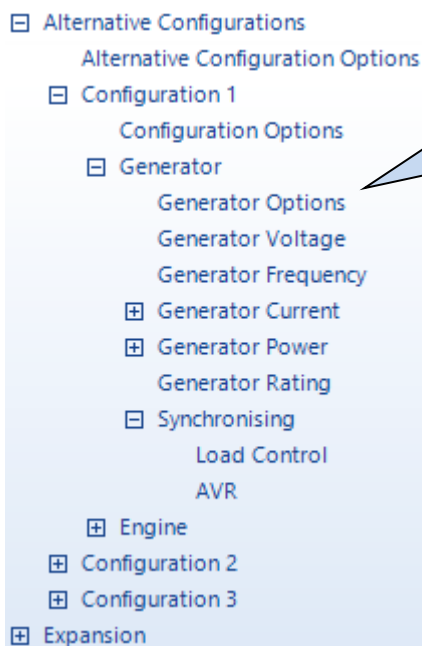 Alternative Configurations
Alternative Configuration Options
Configuration 1
Configuration Options
Generator
Generator Options
Generator Voltage
Generator Frequency
Generator Current
Generator Power
Generator Rating
Synchronising
Load Control
AVR
Engine
Configuration 2
Configuration 3
Expansion